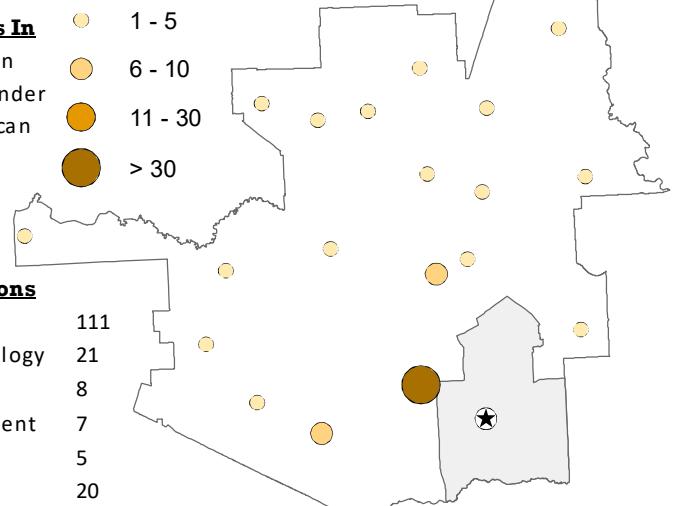 s In
1 - 5
n
6 - 10
nder
can
11 - 30
> 30
ons
111
logy 21
8
ent 7
5
20